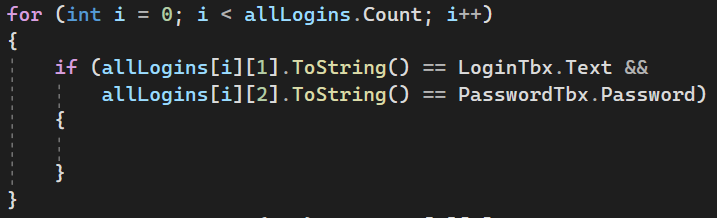 for (int i = 0; i < allLogins.Count; i++)
{
if (allLogins[i][1].ToString() == LoginTbx.Text &&
allLogins[i][2].ToString() == PasswordTbx.Password)
{
}
}